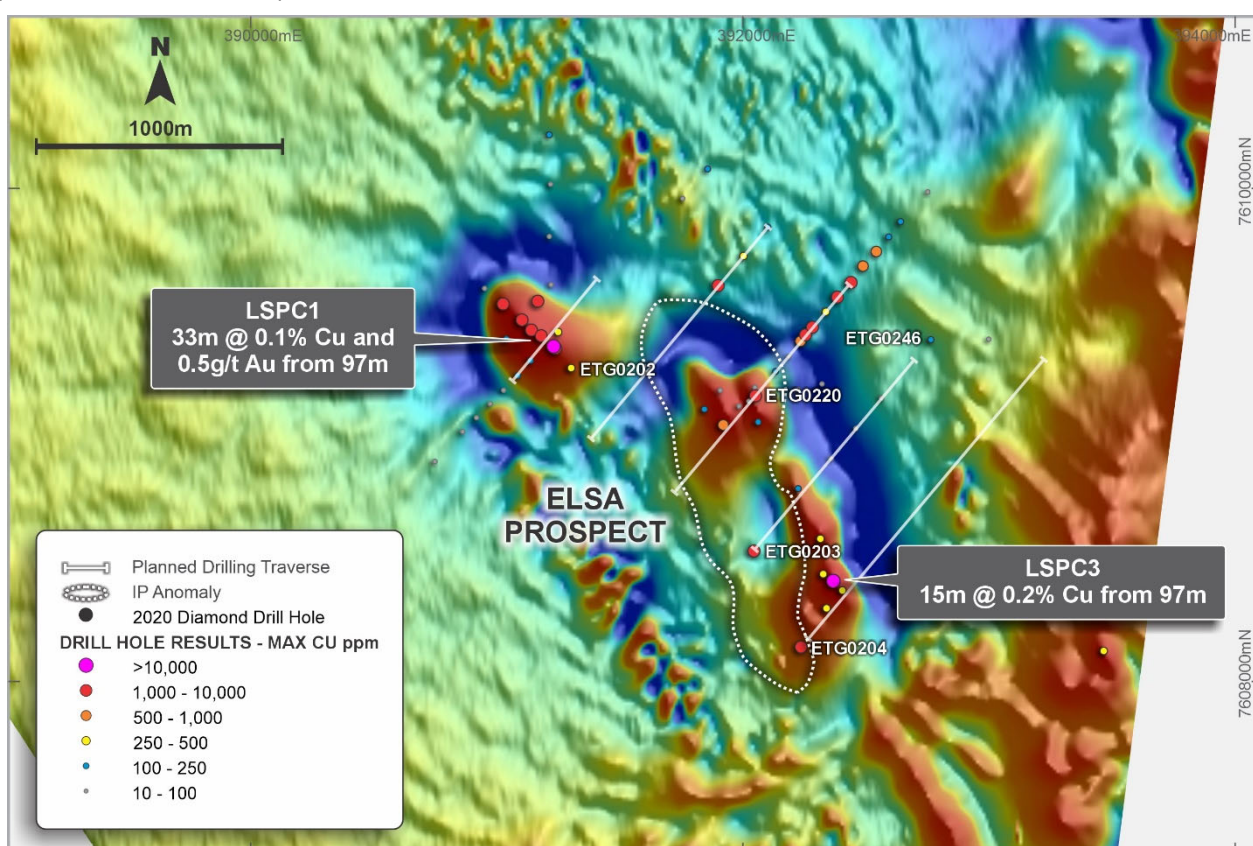 390000mE
392000mE
394000mE
N
1000m
7610000mN
LSPC1
33m @ 0.1% Cu and
0.5g/t Au from 97m
ETG0202
ETG0246
ETG0220
ELSA
PROSPECT
ETG0203
LSPC3
15m @ 0.2% Cu from 97m
ETG0204
7608000mN
Planned Drilling Traverse
IP Anomaly
2020 Diamond Drill Hole
DRILL HOLE RESULTS - MAX CU ppm
>10,000
1,000 - 10,000
500 - 1,000
250 - 500
100 - 250
10 - 100